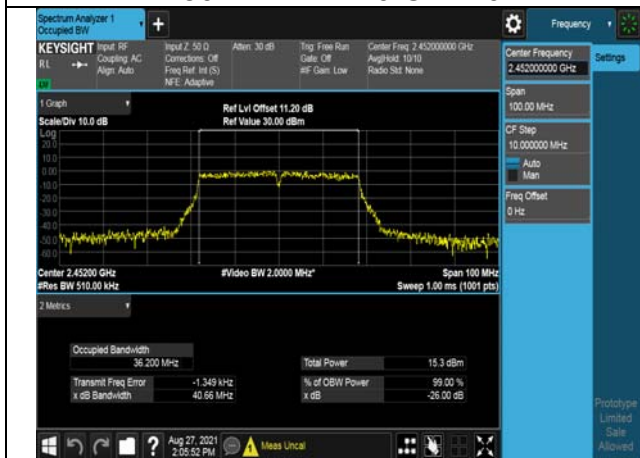 Spectrum Analyzer 1
Occupied BW
Frequency
KEYSIGHT
Input: RF
Coupling: AC
Align: Auto
Input Z: 50 Ω
Corrections: Off
Freq Ref: Int (S)
NFE: Adaptive
Atten: 30 dB
Trig: Free Run
Gate: Off
#IF Gain: Low
Center Freq: 2.452000000 GHz
Avg|Hold: 10/10
Radio Std: None
RL
Center Frequency
2.452000000 GHz
Settings
Span
100.00 MHz
CF Step
10.000000 MHz
Auto
Man
Freq Offset
0 Hz
1 Graph
Scale/Div 10.0 dB
Ref Lvl Offset 11.20 dB
Ref Value 30.00 dBm
Log
20.0
10.0
0.00
-10.0
-20.0
-30.0
-40.0
-50.0
-60.0
Center 2.45200 GHz
#Res BW 510.00 kHz
#Video BW 2.0000 MHz*
Span 100 MHz
Sweep 1.00 ms (1001 pts)
2 Metrics
Occupied Bandwidth
36.200 MHz
Total Power 15.3 dBm
Transmit Freq Error -1.349 kHz
% of OBW Power 99.00 %
x dB Bandwidth 40.66 MHz
x dB -26.00 dB
Prototype
Limited
Sale
Allowed
Aug 27, 2021
2:05:52 PM
Meas Uncal